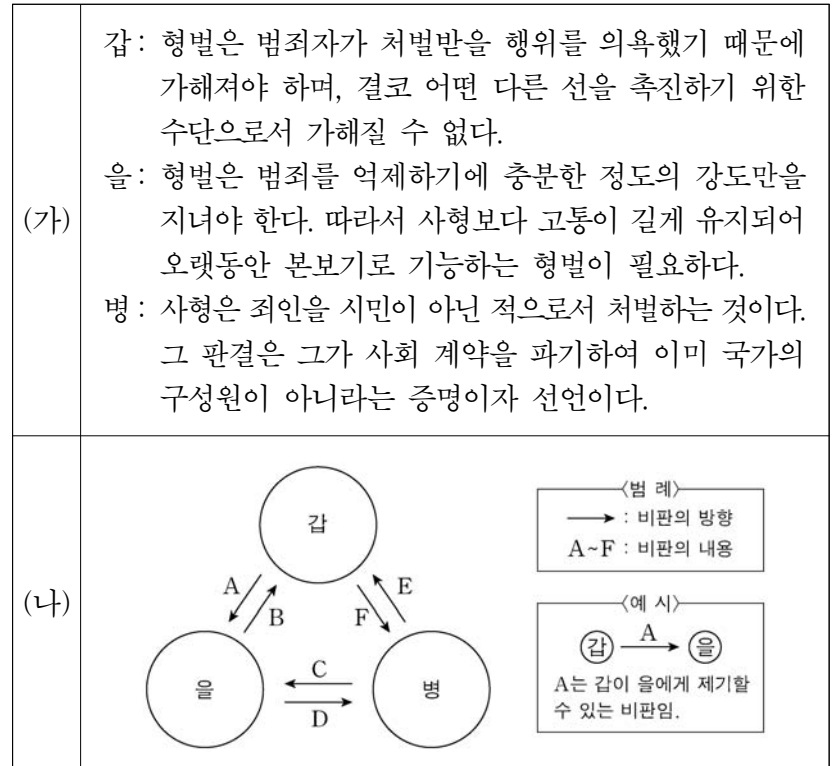 (가)
갑 : 형벌은 범죄자가 처벌받을 행위를 의욕했기 때문에
가해져야 하며, 결코 어떤 다른 선을 촉진하기 위한
수단으로서 가해질 수 없다.
을 : 형벌은 범죄를 억제하기에 충분한 정도의 강도만을
지녀야 한다. 따라서 사형보다 고통이 길게 유지되어
오랫동안 본보기로 기능하는 형벌이 필요하다.
병 : 사형은 죄인을 시민이 아닌 적으로서 처벌하는 것이다.
그 판결은 그가 사회 계약을 파기하여 이미 국가의
구성원이 아니라는 증명이자 선언이다.
(나)
갑
A
B
E
F
을
C
D
병
〈범 례〉
→ : 비판의 방향
A~F : 비판의 내용
〈예 시〉
갑 A→ 을
A는 갑이 을에게 제기할
수 있는 비판임.